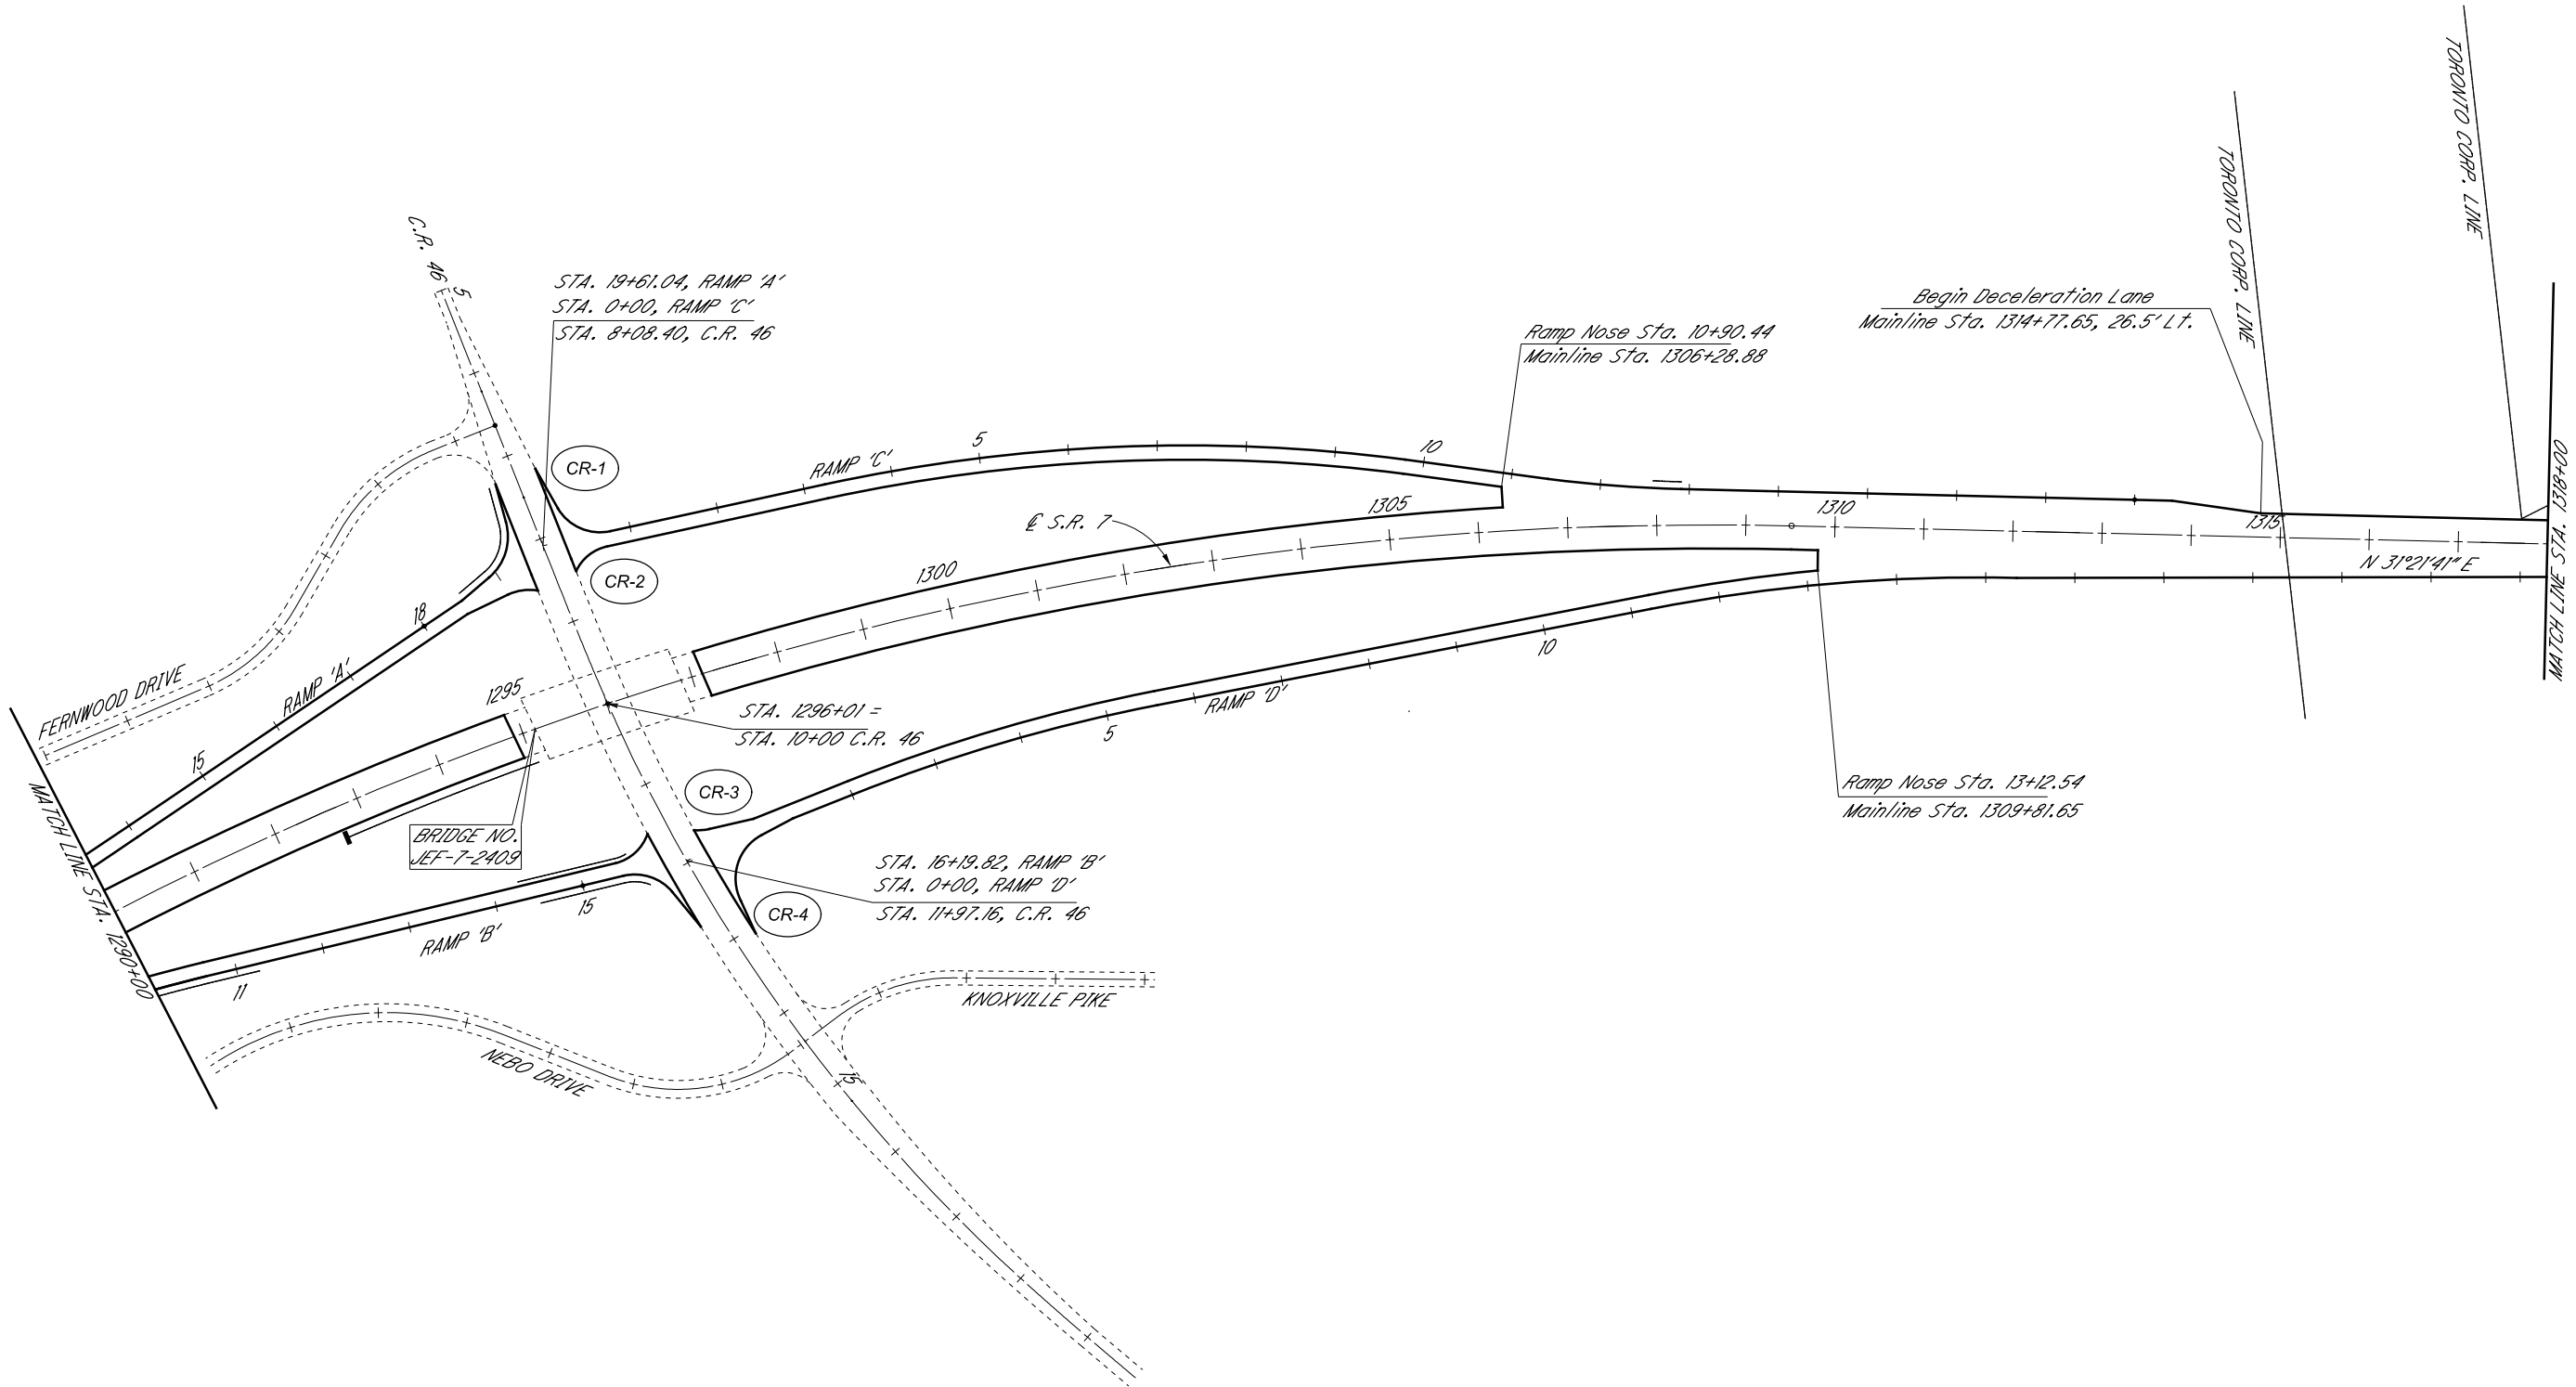 TORONTO CORP. LINE
TORONTO CORP. LINE
C.R. 46
5
STA. 19+61.04, RAMP 'A'
STA. 0+00, RAMP 'C'
STA. 8+08.40, C.R. 46
Begin Deceleration Lane
Mainline Sta. 1314+77.65, 26.5' Lt.
Ramp Nose Sta. 10+90.44
Mainline Sta. 1306+28.88
CR-1
RAMP 'C'
5
10
1305
℄ S.R. 7
1310
1315
N 31°21'41" E
MATCH LINE STA. 1318+00
CR-2
1300
18
RAMP 'A'
FERNWOOD DRIVE
15
1295
STA. 1296+01 =
STA. 10+00 C.R. 46
RAMP 'D'
5
10
CR-3
Ramp Nose Sta. 13+12.54
Mainline Sta. 1309+81.65
MATCH LINE STA. 1290+00
BRIDGE NO.
JEF-7-2409
STA. 16+19.82, RAMP 'B'
STA. 0+00, RAMP 'D'
STA. 11+97.16, C.R. 46
CR-4
15
RAMP 'B'
11
KNOXVILLE PIKE
NEBO DRIVE
15